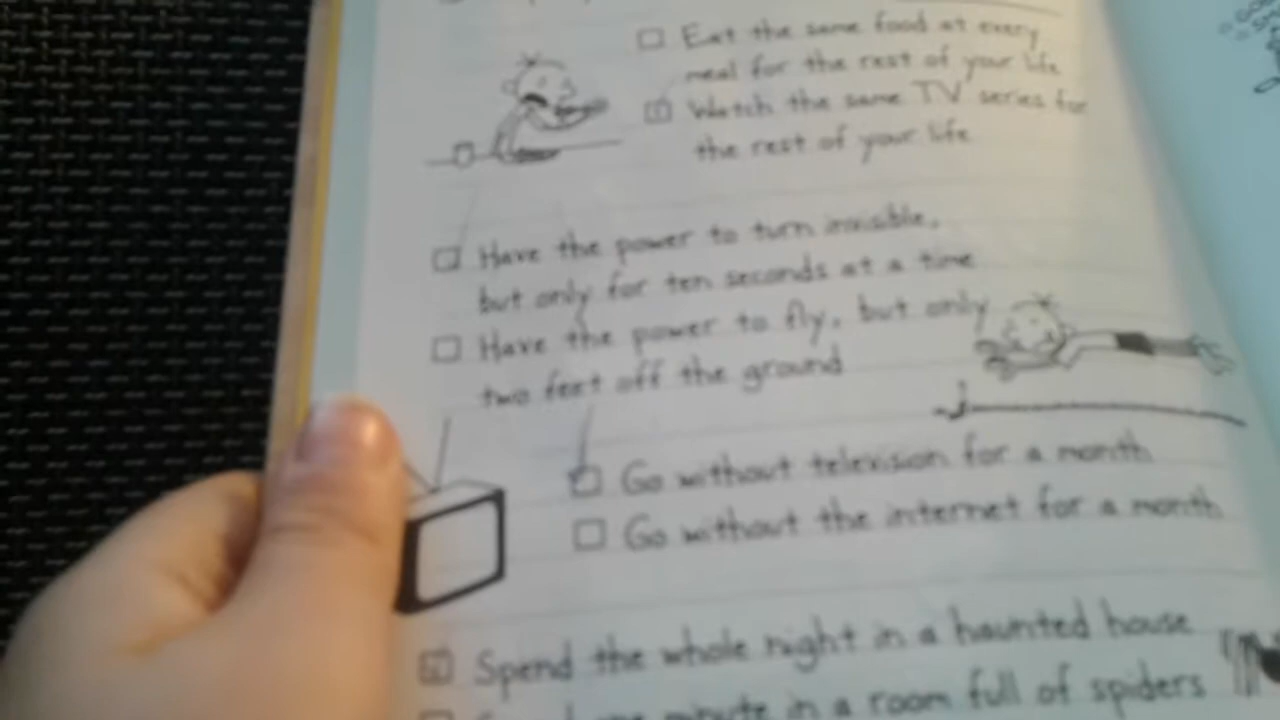 Eat the same food at every
meal for the rest of your life
Watch the same TV series for
the rest of your life
Have the power to turn invisible,
but only for ten seconds at a time
Have the power to fly, but only
two feet off the ground
Go without television for a month
Go without the internet for a month
Spend the whole night in a haunted house
minute in a room full of spiders